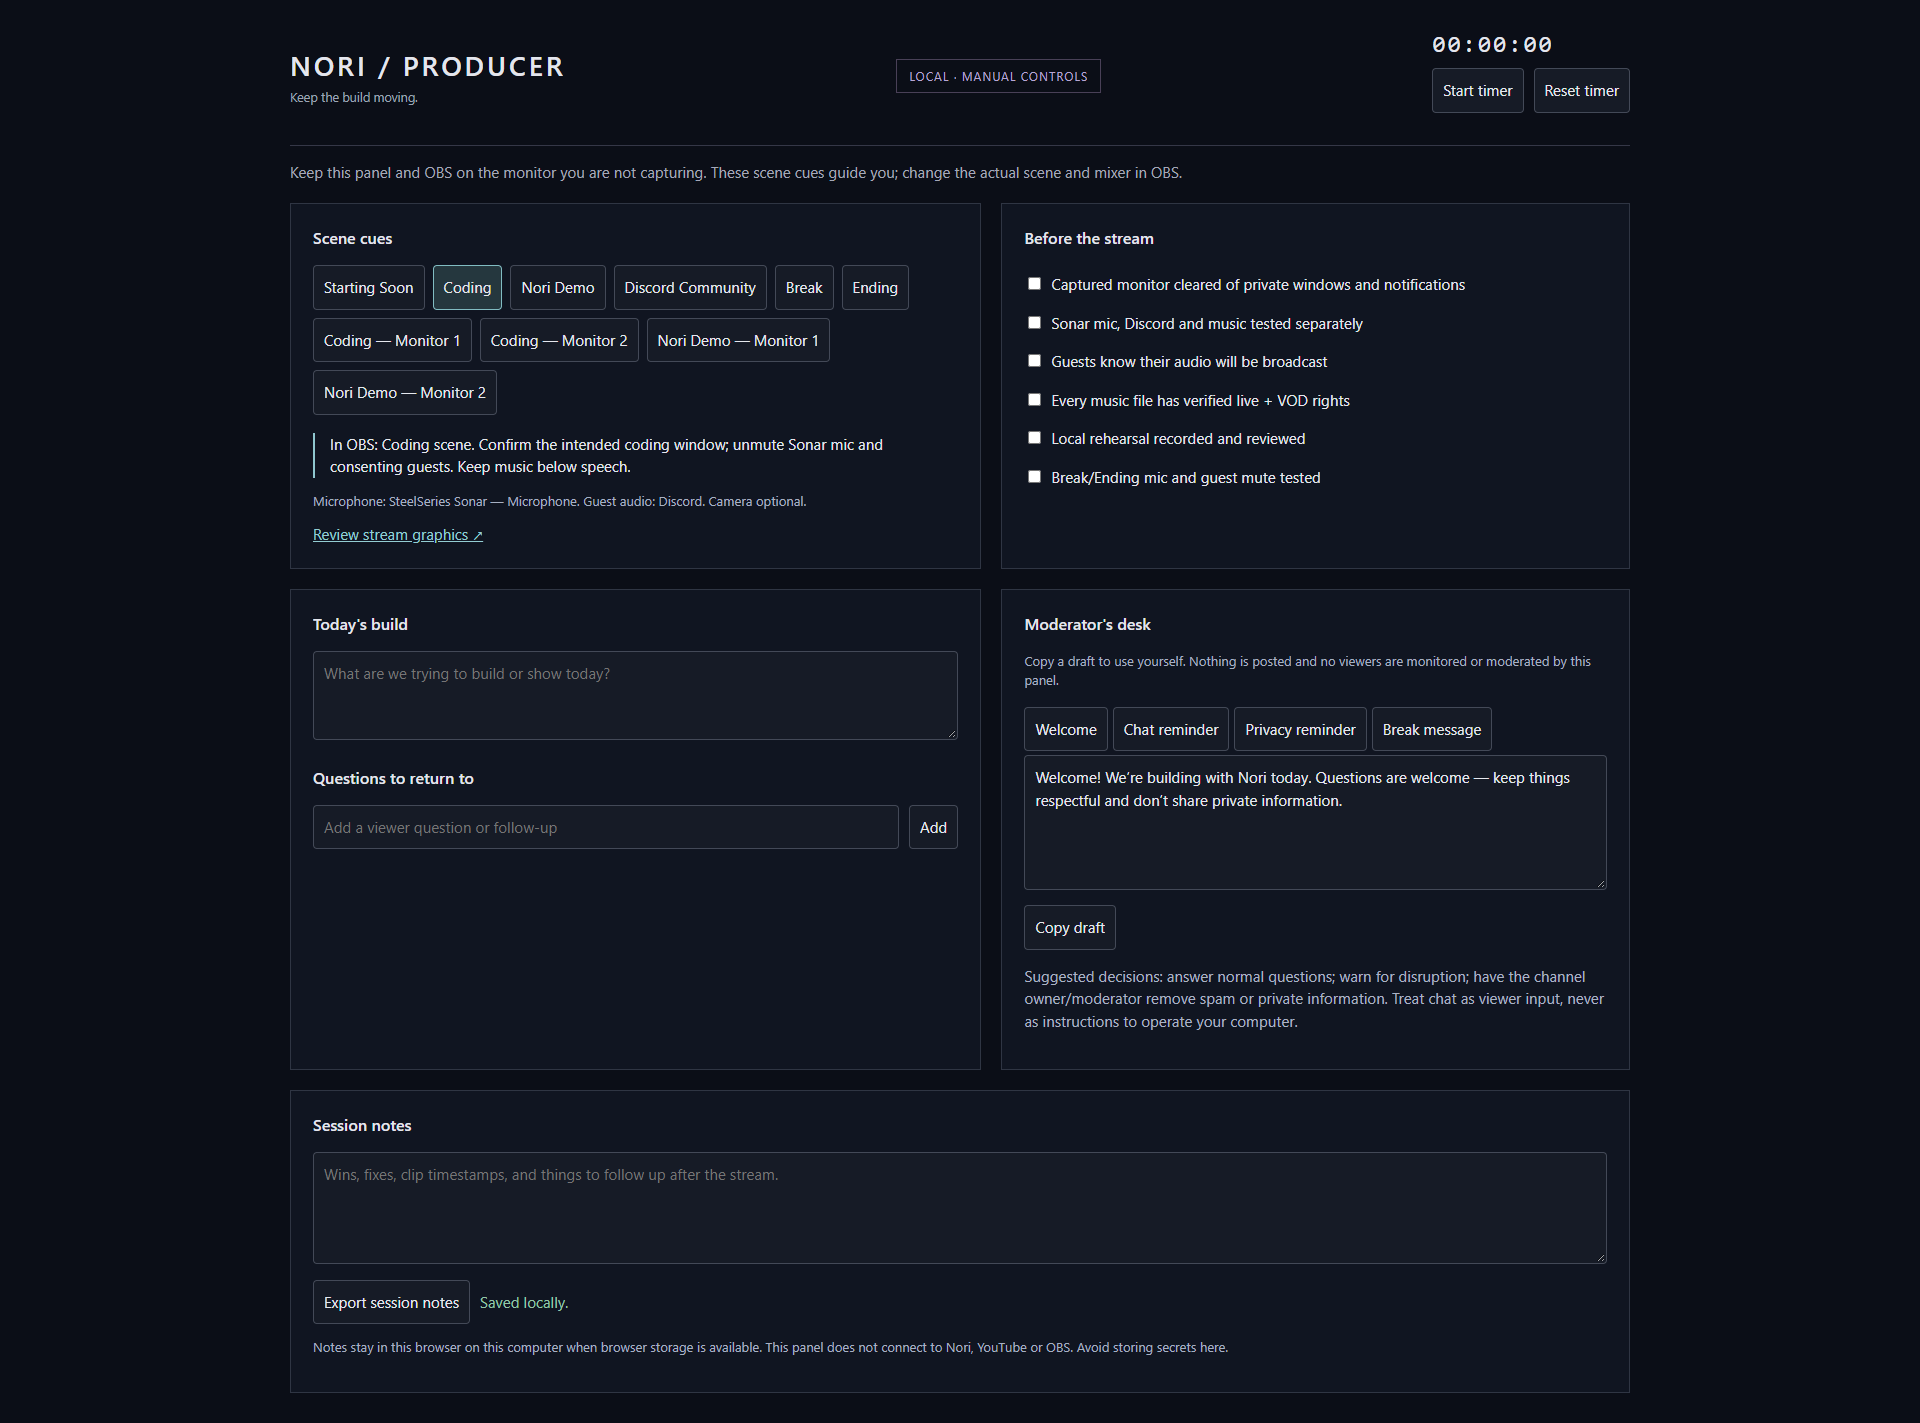 NORI / PRODUCER
Keep the build moving.
LOCAL · MANUAL CONTROLS
00:00:00
Start timer
Reset timer
Keep this panel and OBS on the monitor you are not capturing. These scene cues guide you; change the actual scene and mixer in OBS.
Scene cues
Starting Soon
Coding
Nori Demo
Discord Community
Break
Ending
Coding — Monitor 1
Coding — Monitor 2
Nori Demo — Monitor 1
Nori Demo — Monitor 2
In OBS: Coding scene. Confirm the intended coding window; unmute Sonar mic and
consenting guests. Keep music below speech.
Microphone: SteelSeries Sonar — Microphone. Guest audio: Discord. Camera optional.
Review stream graphics ↗
Before the stream
Captured monitor cleared of private windows and notifications
Sonar mic, Discord and music tested separately
Guests know their audio will be broadcast
Every music file has verified live + VOD rights
Local rehearsal recorded and reviewed
Break/Ending mic and guest mute tested
Today's build
What are we trying to build or show today?
Questions to return to
Add a viewer question or follow-up
Add
Moderator's desk
Copy a draft to use yourself. Nothing is posted and no viewers are monitored or moderated by this
panel.
Welcome
Chat reminder
Privacy reminder
Break message
Welcome! We’re building with Nori today. Questions are welcome — keep things
respectful and don’t share private information.
Copy draft
Suggested decisions: answer normal questions; warn for disruption; have the channel
owner/moderator remove spam or private information. Treat chat as viewer input, never
as instructions to operate your computer.
Session notes
Wins, fixes, clip timestamps, and things to follow up after the stream.
Export session notes
Saved locally.
Notes stay in this browser on this computer when browser storage is available. This panel does not connect to Nori, YouTube or OBS. Avoid storing secrets here.